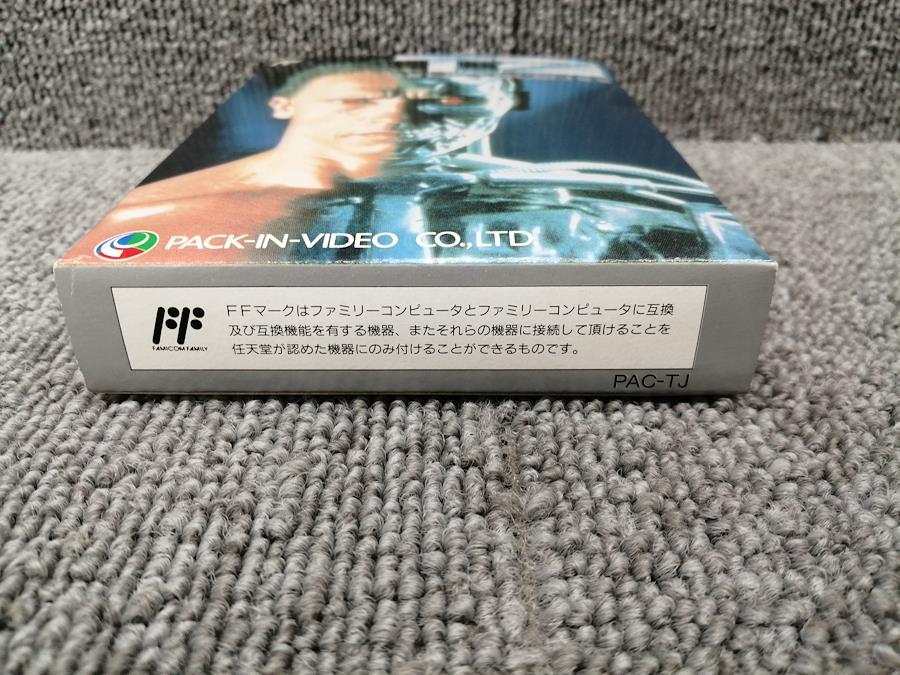 PACK-IN-VIDEO CO.,LTD.
FF
FAMICOM FAMILY
FFマークはファミリーコンピュータとファミリーコンピュータに互換
及び互換機能を有する機器、またそれらの機器に接続して頂けることを
任天堂が認めた機器にのみ付けることができるものです。
PAC-TJ